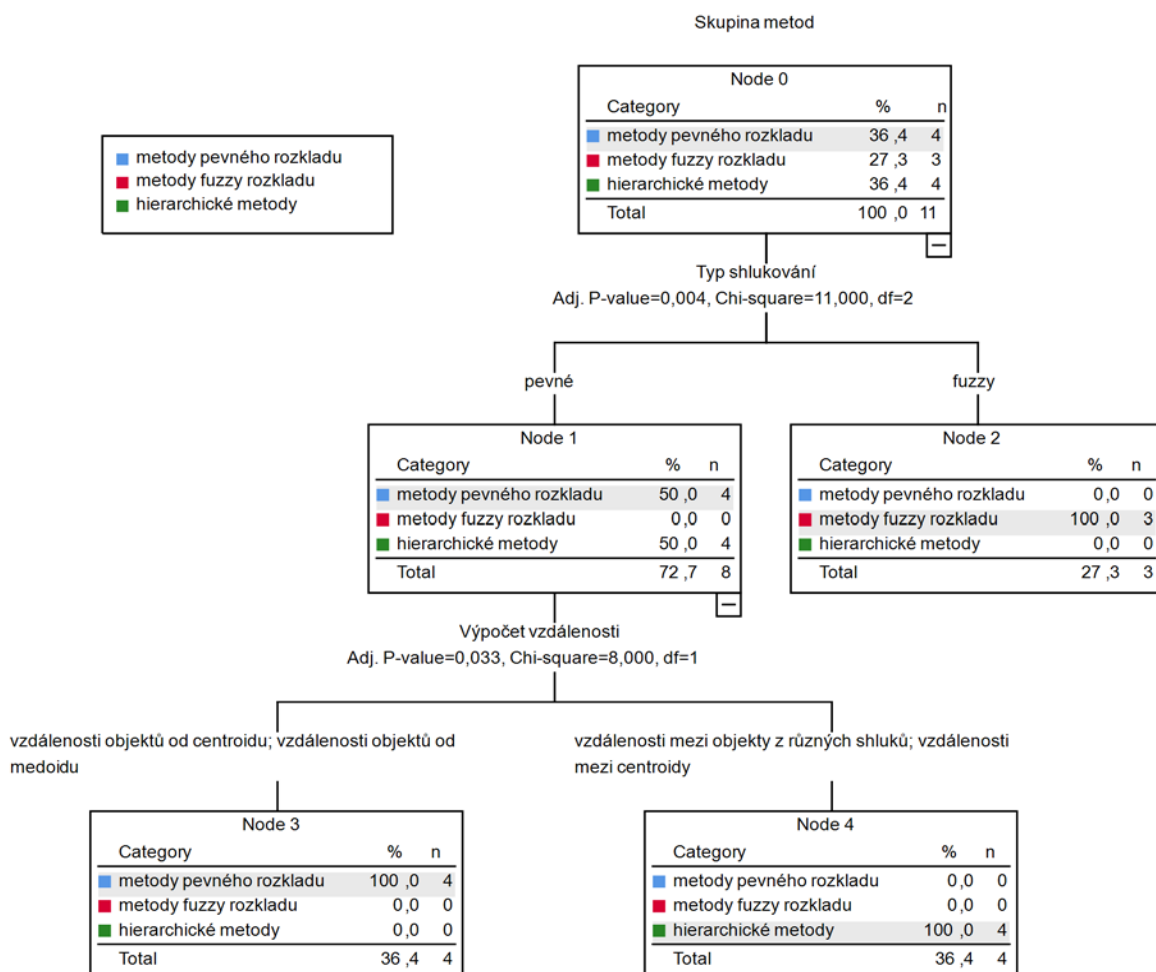 Skupina metod
Node 0
Category % n
metody pevného rozkladu 36 ,4 4
metody fuzzy rozkladu 27 ,3 3
hierarchické metody 36 ,4 4
Total 100 ,0 11
metody pevného rozkladu
metody fuzzy rozkladu
hierarchické metody
Typ shlukování
Adj. P-value=0,004, Chi-square=11,000, df=2
pevné
fuzzy
Node 1
Category % n
metody pevného rozkladu 50 ,0 4
metody fuzzy rozkladu 0,0 0
hierarchické metody 50 ,0 4
Total 72 ,7 8
Node 2
Category % n
metody pevného rozkladu 0,0 0
metody fuzzy rozkladu 100 ,0 3
hierarchické metody 0,0 0
Total 27 ,3 3
Výpočet vzdálenosti
Adj. P-value=0,033, Chi-square=8,000, df=1
vzdálenosti objektů od centroidu; vzdálenosti objektů od
medoidu
vzdálenosti mezi objekty z různých shluků; vzdálenosti
mezi centroidy
Node 3
Category % n
metody pevného rozkladu 100 ,0 4
metody fuzzy rozkladu 0,0 0
hierarchické metody 0,0 0
Total 36 ,4 4
Node 4
Category % n
metody pevného rozkladu 0,0 0
metody fuzzy rozkladu 0,0 0
hierarchické metody 100 ,0 4
Total 36 ,4 4